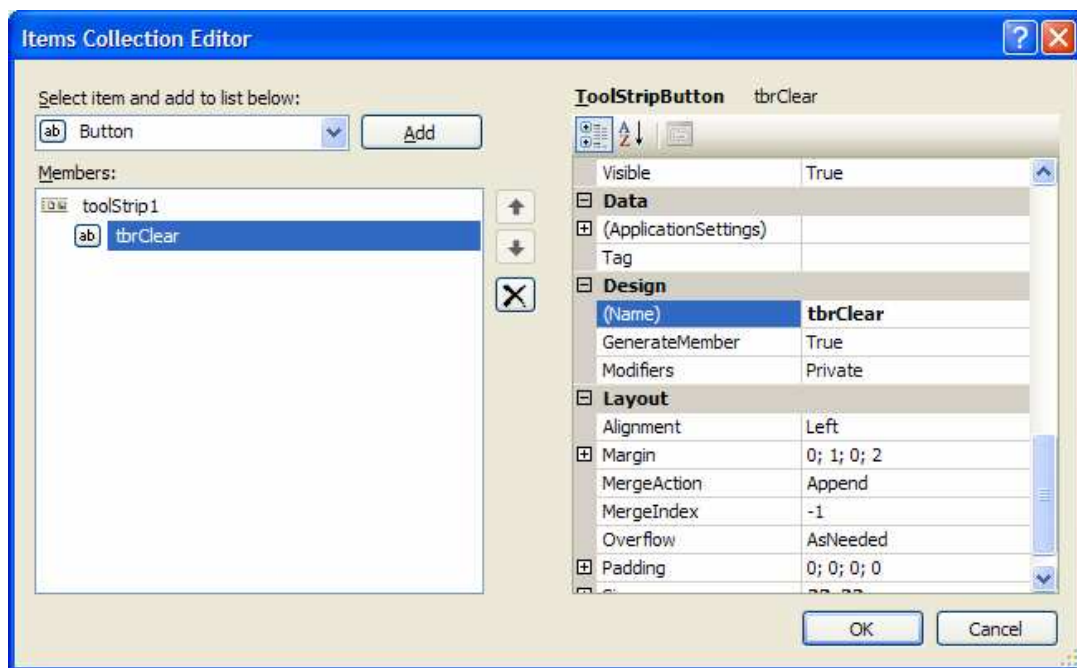 Items Collection Editor
Select item and add to list below:
ab Button
Add
Members:
toolStrip1
ab tbrClear
ToolStripButton tbrClear
A
Z
Visible True
Data
(ApplicationSettings)
Tag
Design
(Name) tbrClear
GenerateMember True
Modifiers Private
Layout
Alignment Left
Margin 0; 1; 0; 2
MergeAction Append
MergeIndex -1
Overflow AsNeeded
Padding 0; 0; 0; 0
OK
Cancel